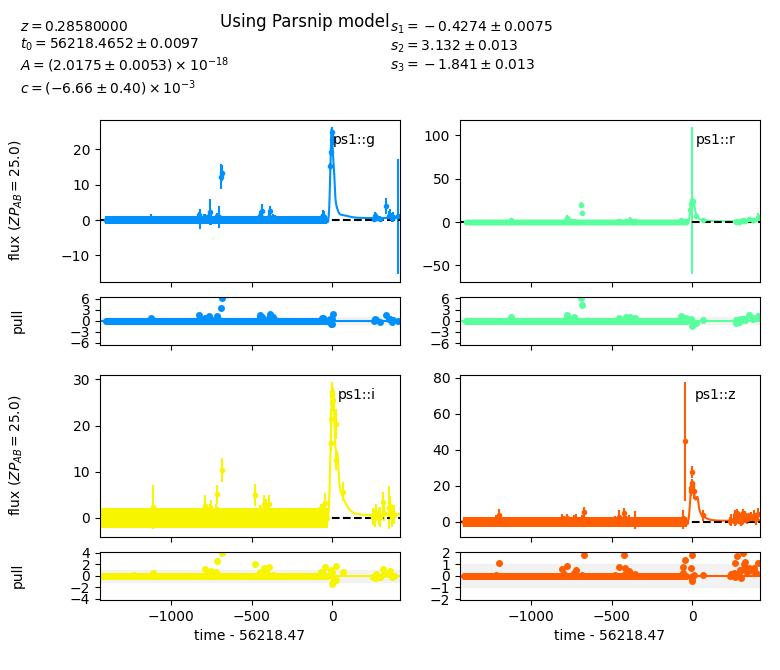 Using Parsnip model
z = 0.28580000
t₀ = 56218.4652 ± 0.0097
A = (2.0175 ± 0.0053) × 10⁻¹⁸
c = (−6.66 ± 0.40) × 10⁻³
s₁ = −0.4274 ± 0.0075
s₂ = 3.132 ± 0.013
s₃ = −1.841 ± 0.013
ps1::g
20
10
0
−10
flux (ZP_AB = 25.0)
ps1::r
100
50
0
−50
6
3
0
−3
−6
pull
6
3
0
−3
−6
ps1::i
30
20
10
0
flux (ZP_AB = 25.0)
ps1::z
80
60
40
20
0
4
2
0
−2
−4
pull
2
1
0
−1
−2
−1000 −500 0
time - 56218.47
−1000 −500 0
time - 56218.47